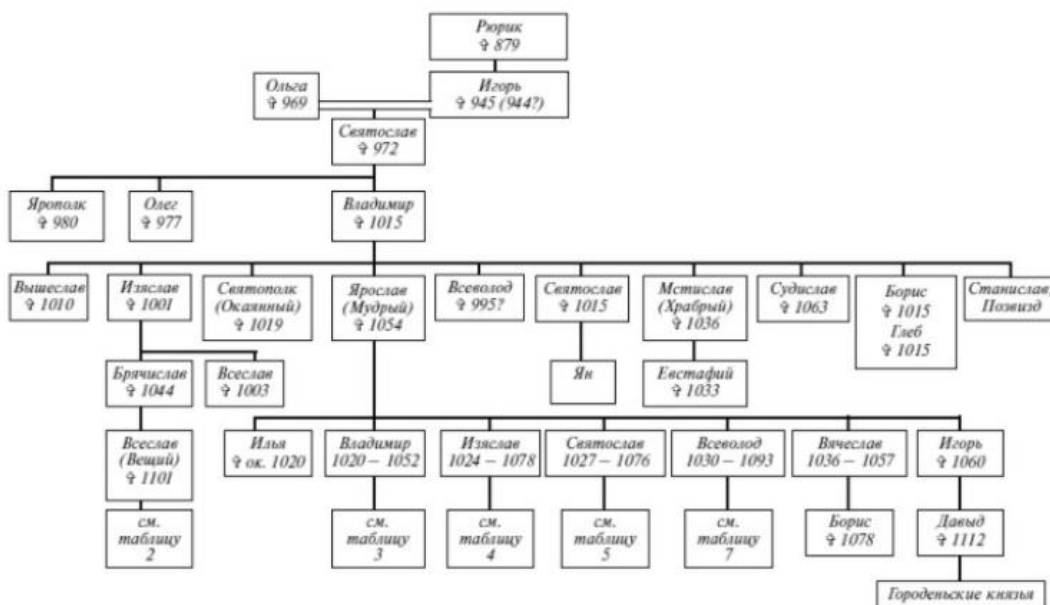 Рюрик
✞ 879
Ольга
✞ 969
Игорь
✞ 945 (944?)
Святослав
✞ 972
Ярополк
✞ 980
Олег
✞ 977
Владимир
✞ 1015
Вышеслав
✞ 1010
Изяслав
✞ 1001
Святополк
(Окаянный)
✞ 1019
Ярослав
(Мудрый)
✞ 1054
Всеволод
✞ 995?
Святослав
✞ 1015
Мстислав
(Храбрый)
✞ 1036
Судислав
✞ 1063
Борис
✞ 1015
Глеб
✞ 1015
Станислав,
Позвизд
Брячислав
✞ 1044
Всеслав
✞ 1003
Ян
Евстафий
✞ 1033
Всеслав
(Вещий)
✞ 1101
Илья
✞ ок. 1020
Владимир
1020 – 1052
Изяслав
1024 – 1078
Святослав
1027 – 1076
Всеволод
1030 – 1093
Вячеслав
1036 – 1057
Игорь
✞ 1060
см.
таблицу
2
см.
таблицу
3
см.
таблицу
4
см.
таблицу
5
см.
таблицу
7
Борис
✞ 1078
Давыд
✞ 1112
Городеньские князья